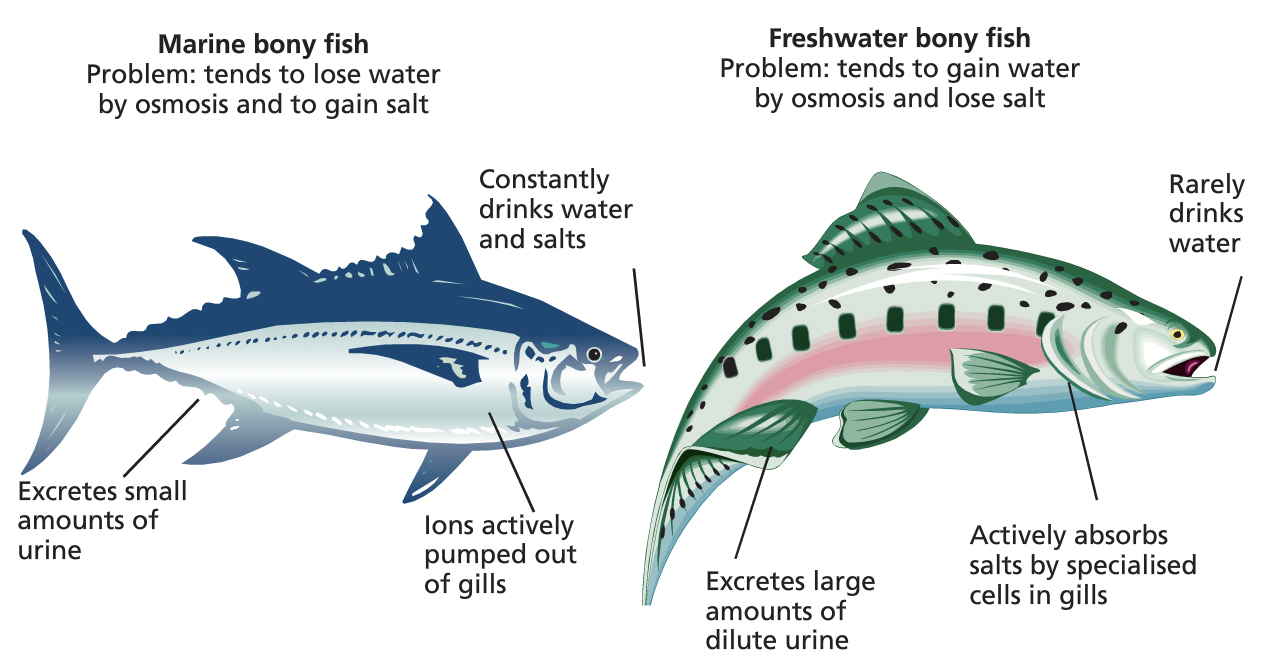 Marine bony fish
Problem: tends to lose water
by osmosis and to gain salt
Constantly
drinks water
and salts
Excretes small
amounts of
urine
Ions actively
pumped out
of gills
Freshwater bony fish
Problem: tends to gain water
by osmosis and lose salt
Rarely
drinks
water
Excretes large
amounts of
dilute urine
Actively absorbs
salts by specialised
cells in gills